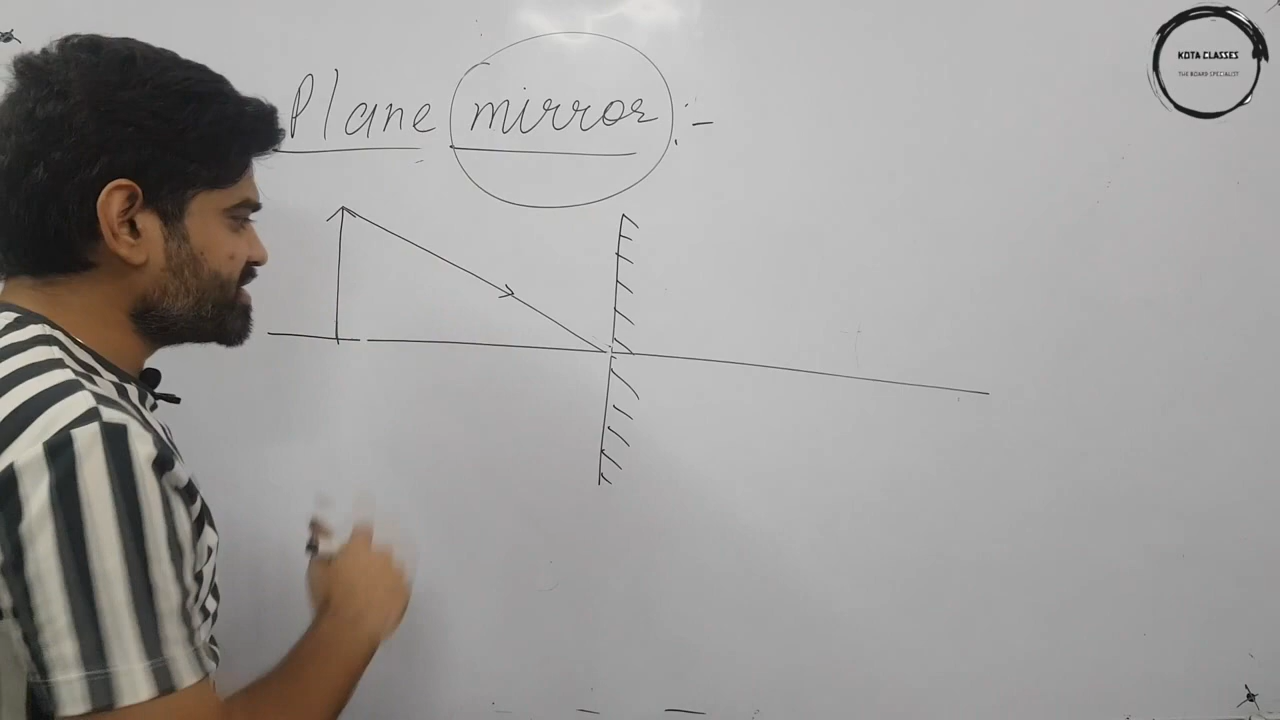 Plane mirror :-
KOTA CLASSES
THE BOARD SPECIALIST